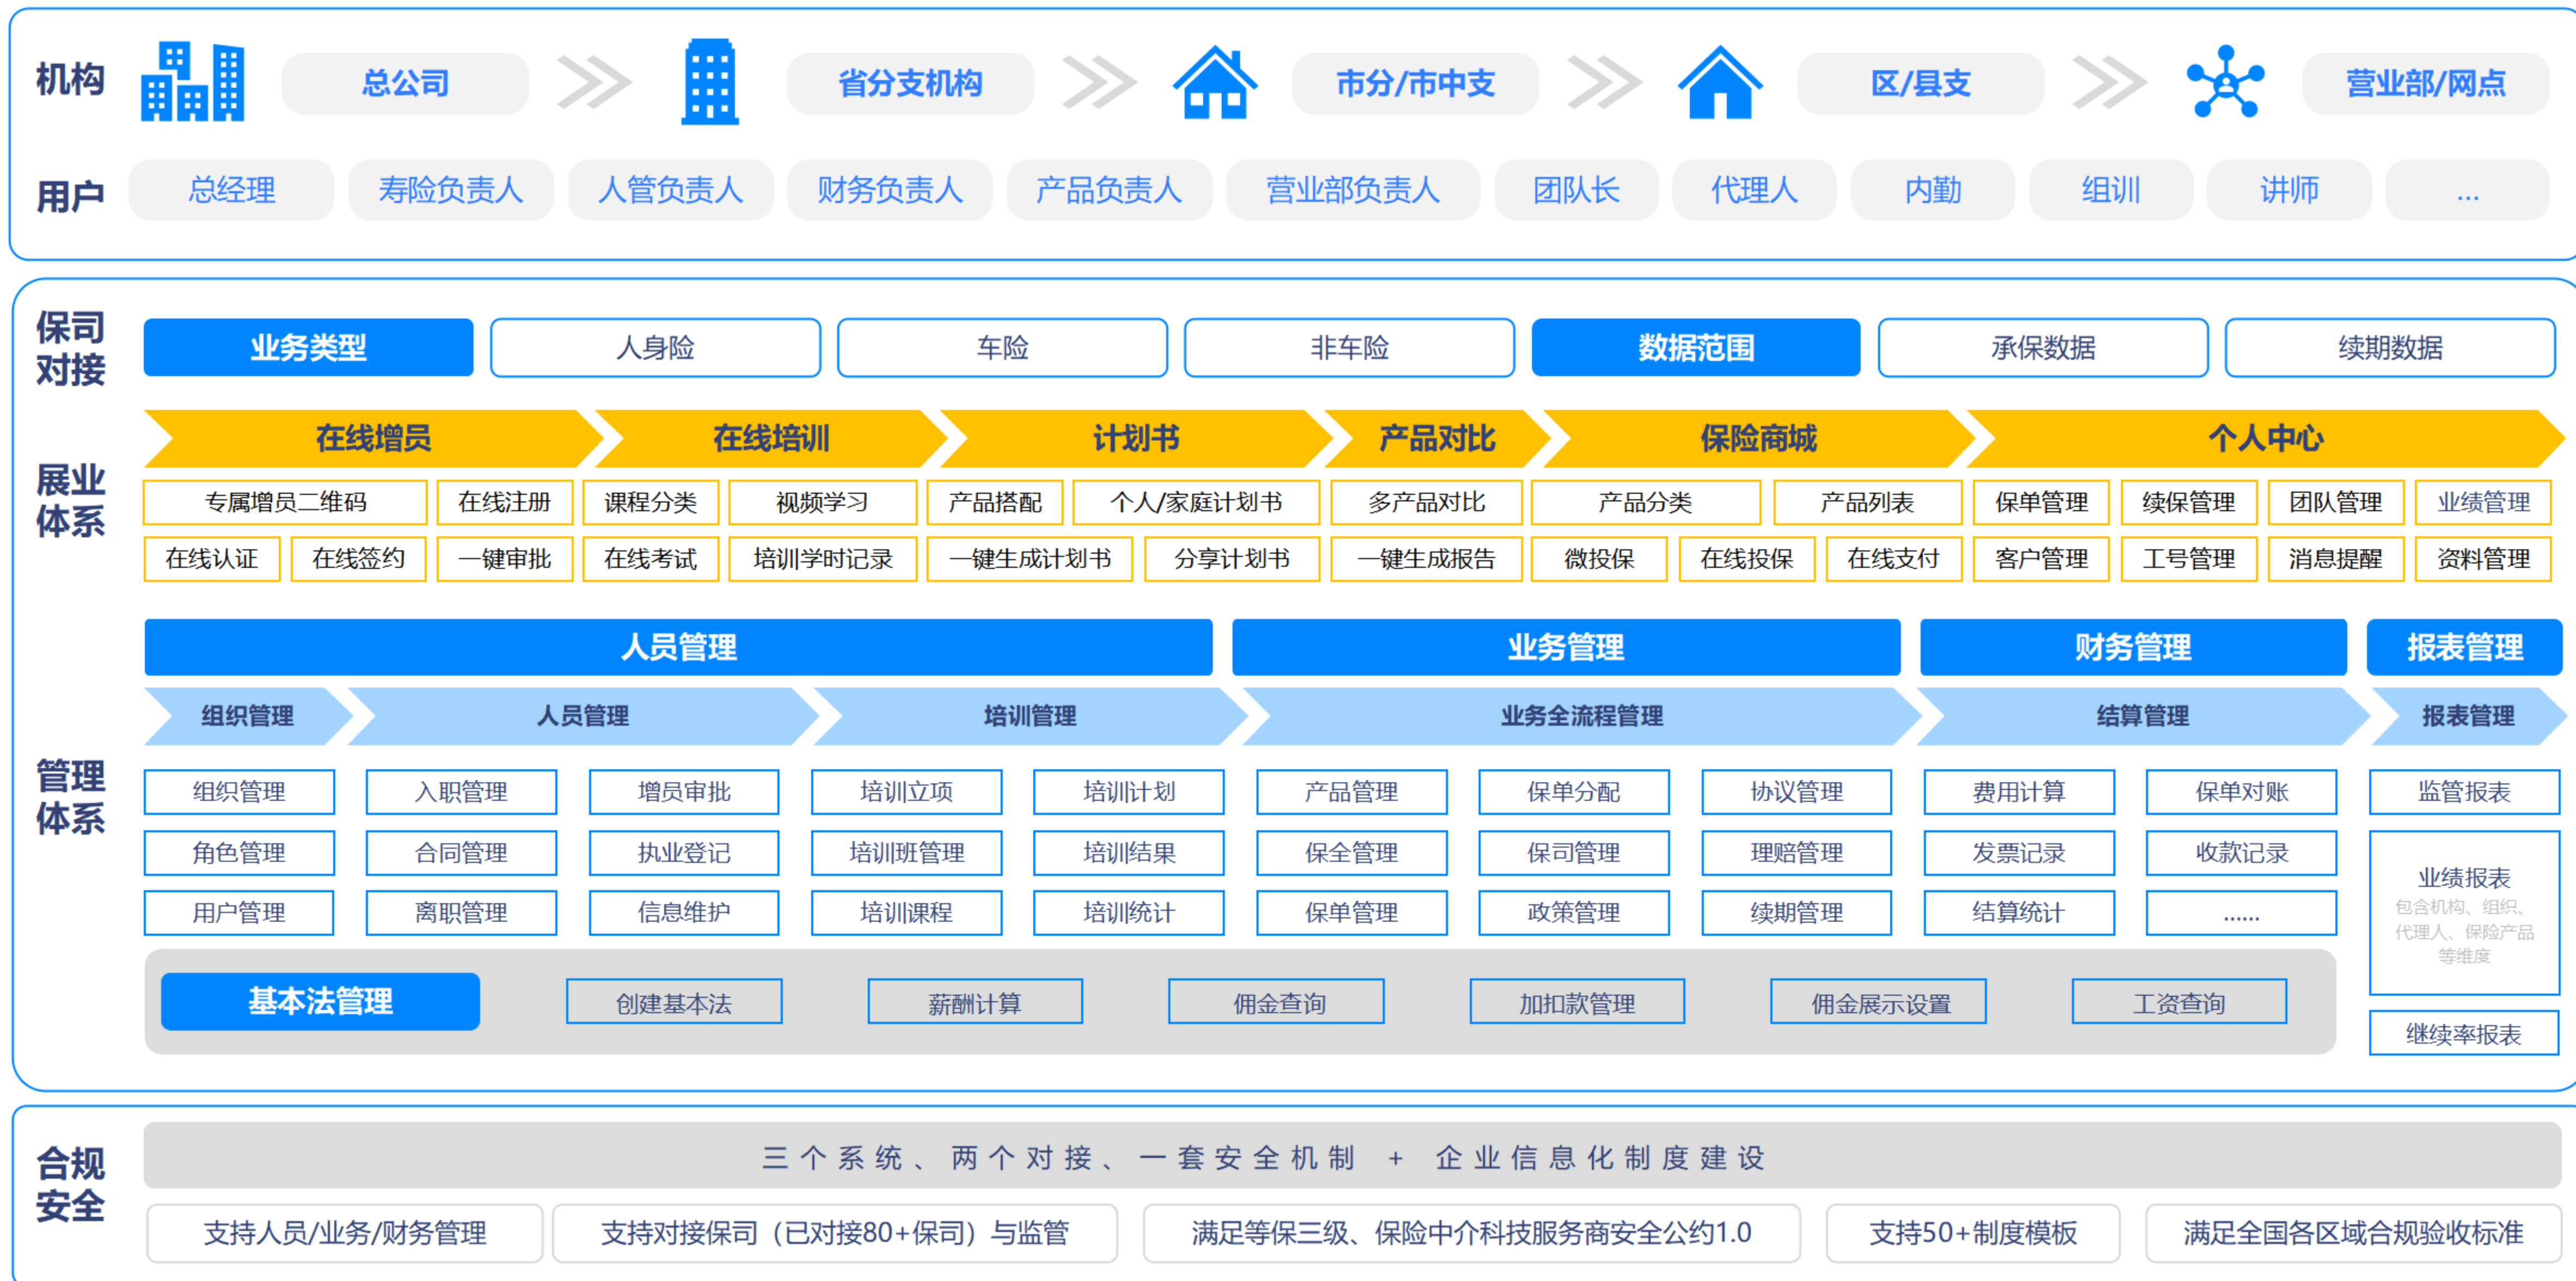 机构
总公司
省分支机构
市分/市中支
区/县支
营业部/网点
用户
总经理
寿险负责人
人管负责人
财务负责人
产品负责人
营业部负责人
团队长
代理人
内勤
组训
讲师
...
保司
对接
业务类型
人身险
车险
非车险
数据范围
承保数据
续期数据
展业
体系
在线增员
在线培训
计划书
产品对比
保险商城
个人中心
专属增员二维码
在线注册
课程分类
视频学习
产品搭配
个人/家庭计划书
多产品对比
产品分类
产品列表
保单管理
续保管理
团队管理
业绩管理
在线认证
在线签约
一键审批
在线考试
培训学时记录
一键生成计划书
分享计划书
一键生成报告
微投保
在线投保
在线支付
客户管理
工号管理
消息提醒
资料管理
管理
体系
人员管理
业务管理
财务管理
报表管理
组织管理
人员管理
培训管理
业务全流程管理
结算管理
报表管理
组织管理
入职管理
增员审批
培训立项
培训计划
产品管理
保单分配
协议管理
费用计算
保单对账
监管报表
角色管理
合同管理
执业登记
培训班管理
培训结果
保全管理
保司管理
理赔管理
发票记录
收款记录
业绩报表
包含机构、组织、
代理人、保险产品
等维度
用户管理
离职管理
信息维护
培训课程
培训统计
保单管理
政策管理
续期管理
结算统计
......
基本法管理
创建基本法
薪酬计算
佣金查询
加扣款管理
佣金展示设置
工资查询
继续率报表
合规
安全
三个系统、两个对接、一套安全机制 + 企业信息化制度建设
支持人员/业务/财务管理
支持对接保司（已对接80+保司）与监管
满足等保三级、保险中介科技服务商安全公约1.0
支持50+制度模板
满足全国各区域合规验收标准